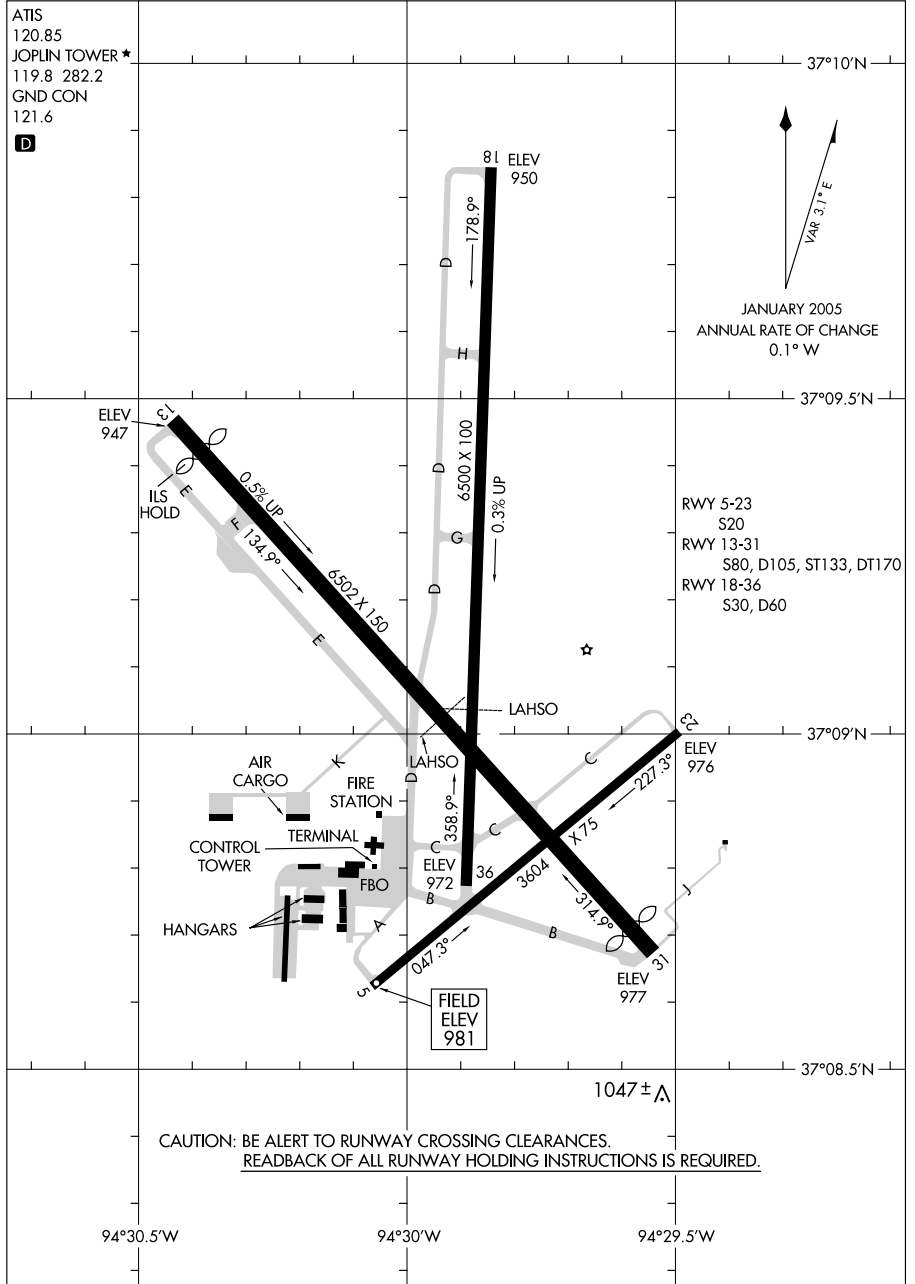 ATIS
120.85
JOPLIN TOWER ★
119.8 282.2
GND CON
121.6
D
37°10'N
18
ELEV
950
178.9°
D
H
VAR 3.1° E
JANUARY 2005
ANNUAL RATE OF CHANGE
0.1° W
37°09.5'N
ELEV
947
13
ILS
HOLD
E
F
0.5% UP
134.9°
6502 X 150
E
D
6500 X 100
0.3% UP
G
D
RWY 5-23
S20
RWY 13-31
S80, D105, ST133, DT170
RWY 18-36
S30, D60
LAHSO
37°09'N
LAHSO
23
ELEV
976
227.3°
C
K
D
AIR
CARGO
FIRE
STATION
358.9°
C
C
X 75
3604
TERMINAL
CONTROL
TOWER
FBO
ELEV
972
36
B
B
314.9°
J
HANGARS
A
047.3°
5
31
ELEV
977
FIELD
ELEV
981
37°08.5'N
1047±
CAUTION: BE ALERT TO RUNWAY CROSSING CLEARANCES.
READBACK OF ALL RUNWAY HOLDING INSTRUCTIONS IS REQUIRED.
94°30.5'W
94°30'W
94°29.5'W